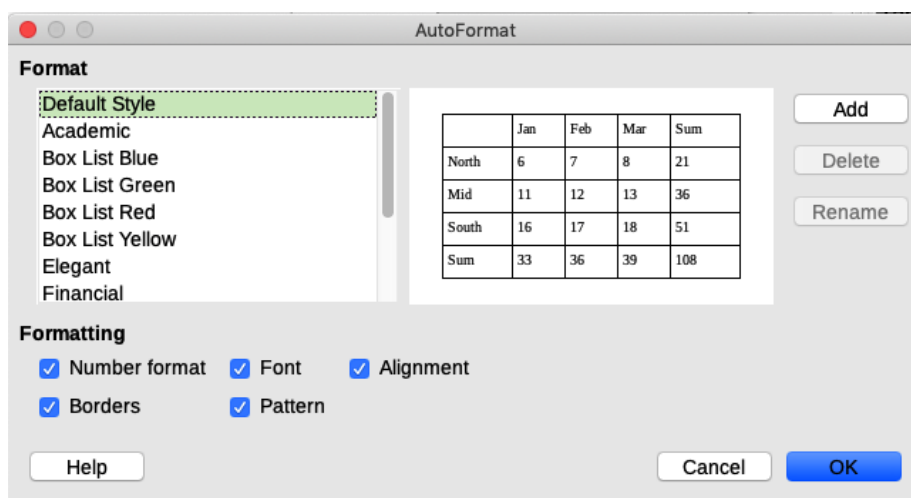 AutoFormat
Format
Default Style
Academic
Box List Blue
Box List Green
Box List Red
Box List Yellow
Elegant
Financial
Jan Feb Mar Sum
North 6 7 8 21
Mid 11 12 13 36
South 16 17 18 51
Sum 33 36 39 108
Add
Delete
Rename
Formatting
Number format Font Alignment
Borders Pattern
Help Cancel OK